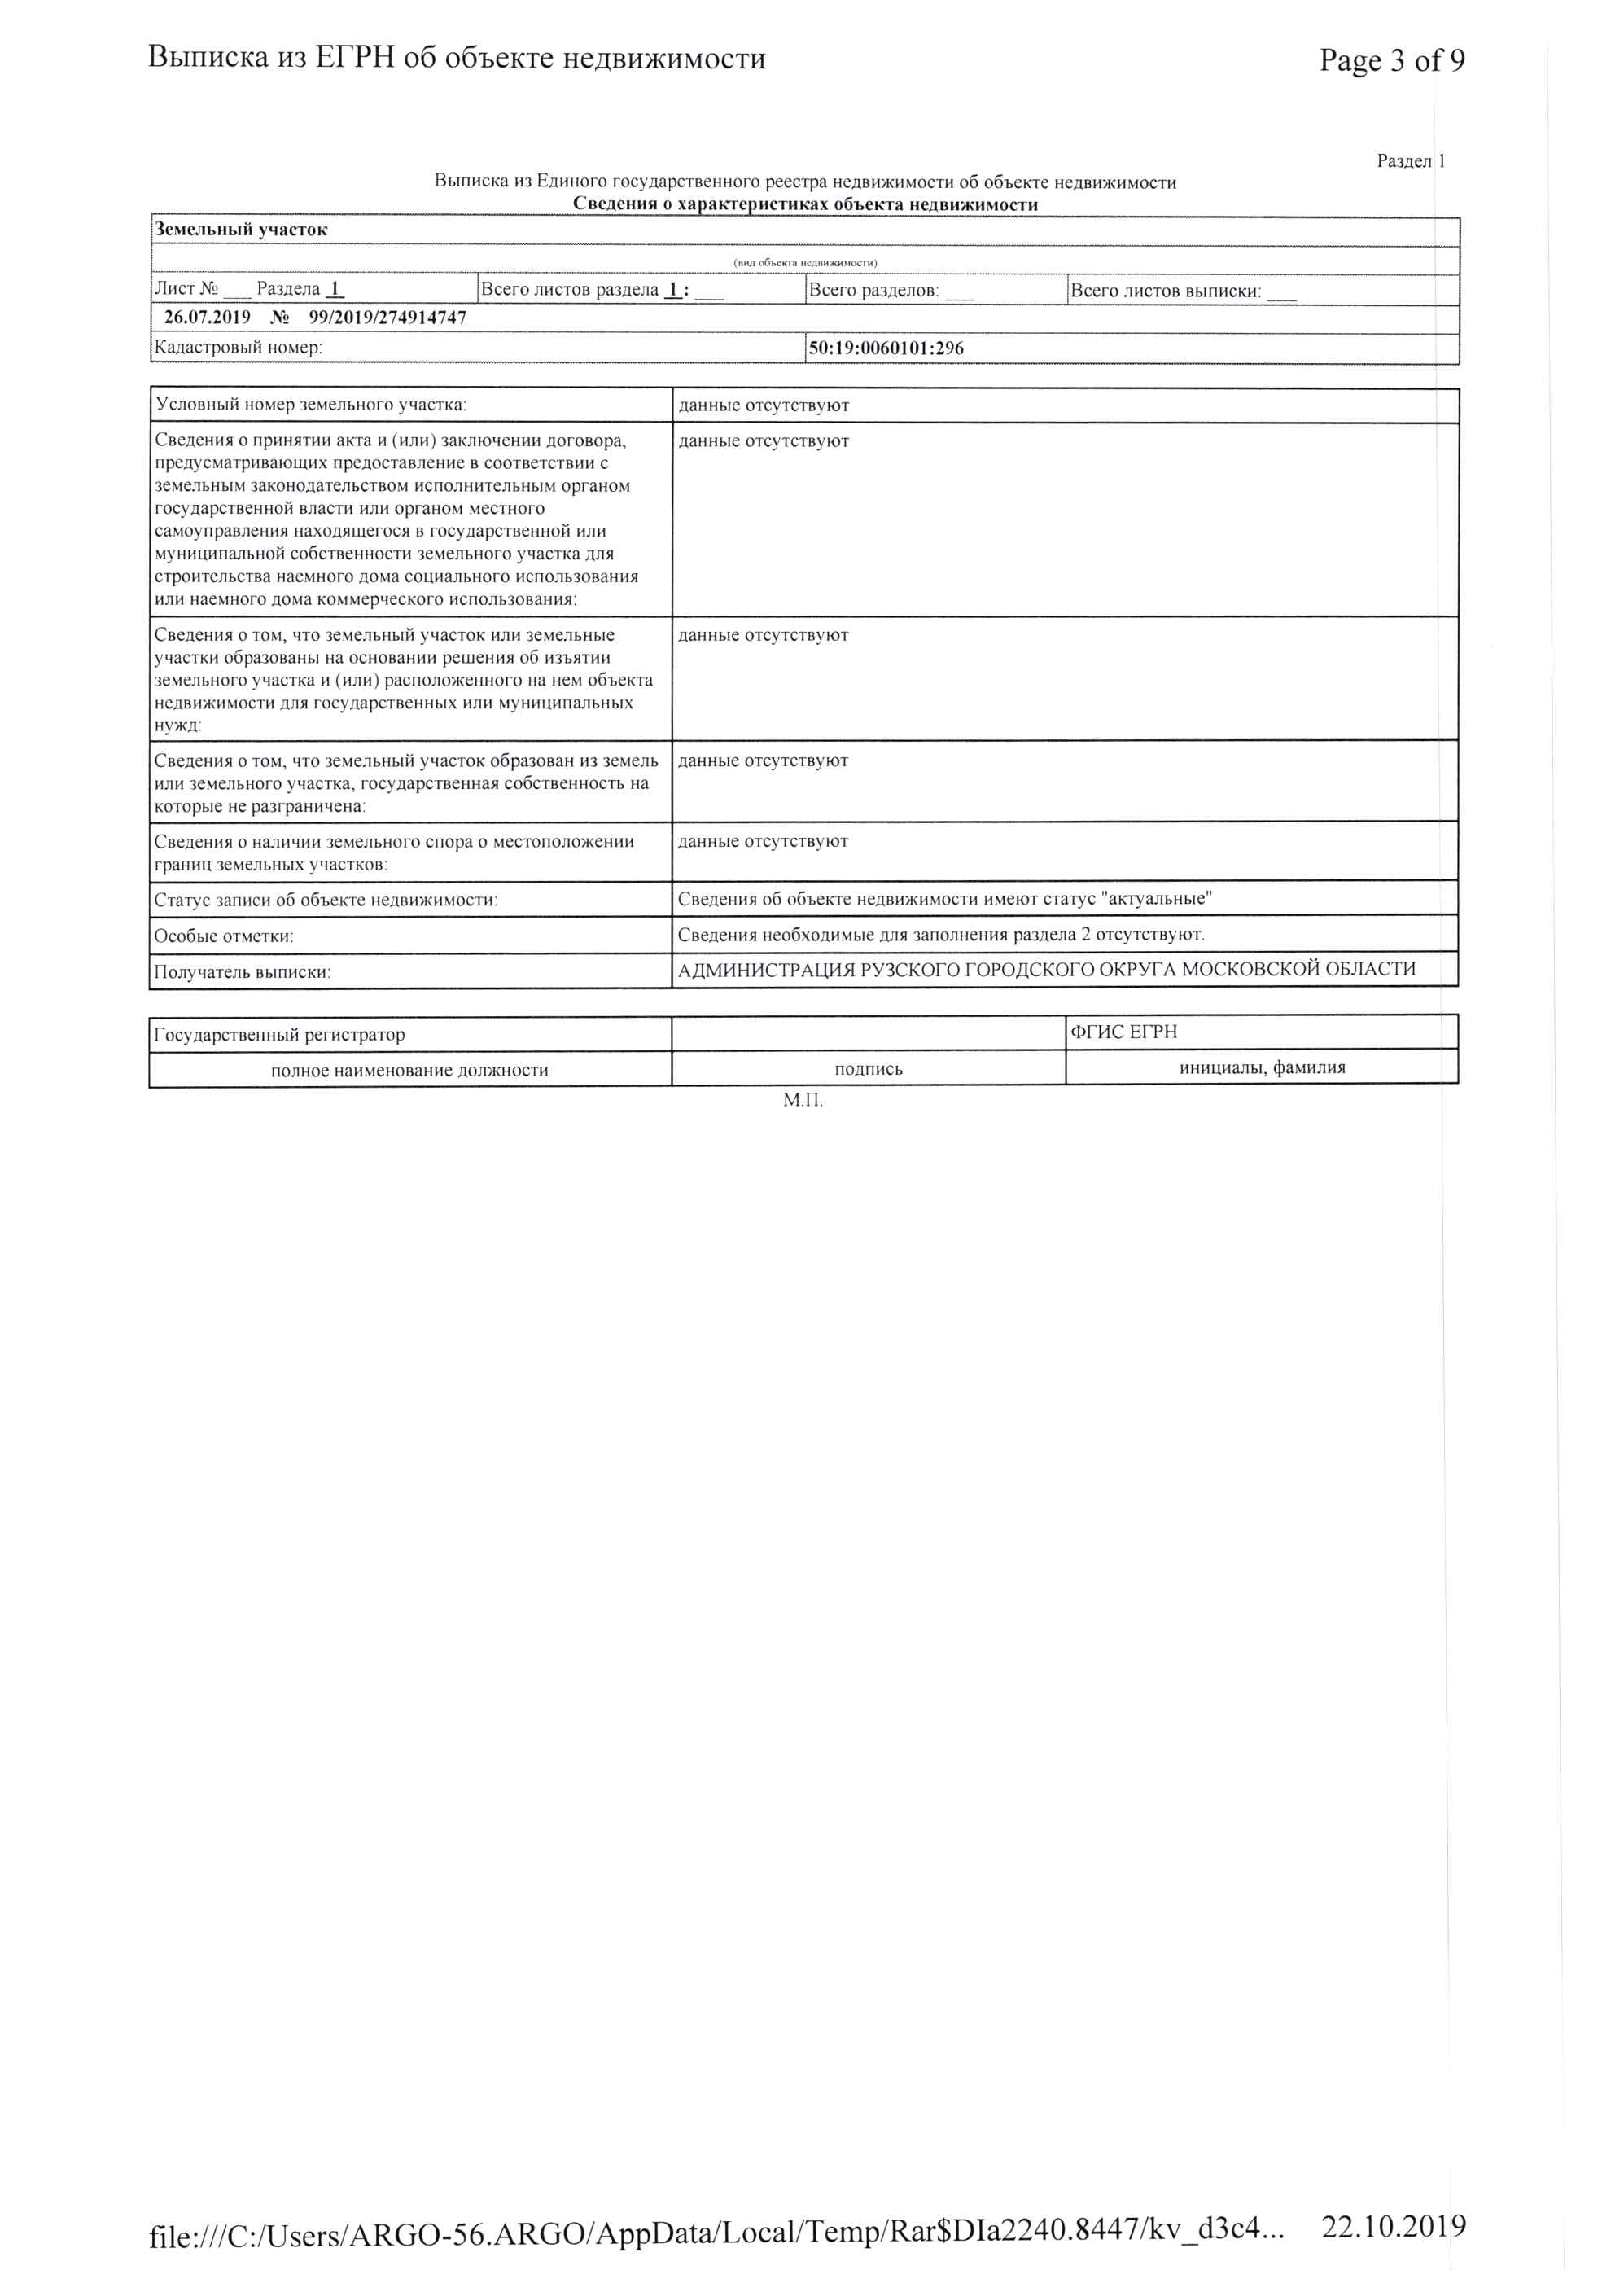 Выписка из ЕГРН об объекте недвижимости Page 3 of 9
Раздел 1
Выписка из Единого государственного реестра недвижимости об объекте недвижимости
Сведения о характеристиках объекта недвижимости
Земельный участок
(вид объекта недвижимости)
Лист № ___ Раздела 1 Всего листов раздела 1 : ___ Всего разделов: ___ Всего листов выписки: ___
26.07.2019 № 99/2019/274914747
Кадастровый номер: 50:19:0060101:296
Условный номер земельного участка: данные отсутствуют
Сведения о принятии акта и (или) заключении договора, данные отсутствуют
предусматривающих предоставление в соответствии с
земельным законодательством исполнительным органом
государственной власти или органом местного
самоуправления находящегося в государственной или
муниципальной собственности земельного участка для
строительства наемного дома социального использования
или наемного дома коммерческого использования:
Сведения о том, что земельный участок или земельные данные отсутствуют
участки образованы на основании решения об изъятии
земельного участка и (или) расположенного на нем объекта
недвижимости для государственных или муниципальных
нужд:
Сведения о том, что земельный участок образован из земель данные отсутствуют
или земельного участка, государственная собственность на
которые не разграничена:
Сведения о наличии земельного спора о местоположении данные отсутствуют
границ земельных участков:
Статус записи об объекте недвижимости: Сведения об объекте недвижимости имеют статус "актуальные"
Особые отметки: Сведения необходимые для заполнения раздела 2 отсутствуют.
Получатель выписки: АДМИНИСТРАЦИЯ РУЗСКОГО ГОРОДСКОГО ОКРУГА МОСКОВСКОЙ ОБЛАСТИ
Государственный регистратор ФГИС ЕГРН
полное наименование должности подпись инициалы, фамилия
М.П.
file:///C:/Users/ARGO-56.ARGO/AppData/Local/Temp/Rar$DIa2240.8447/kv_d3c4... 22.10.2019